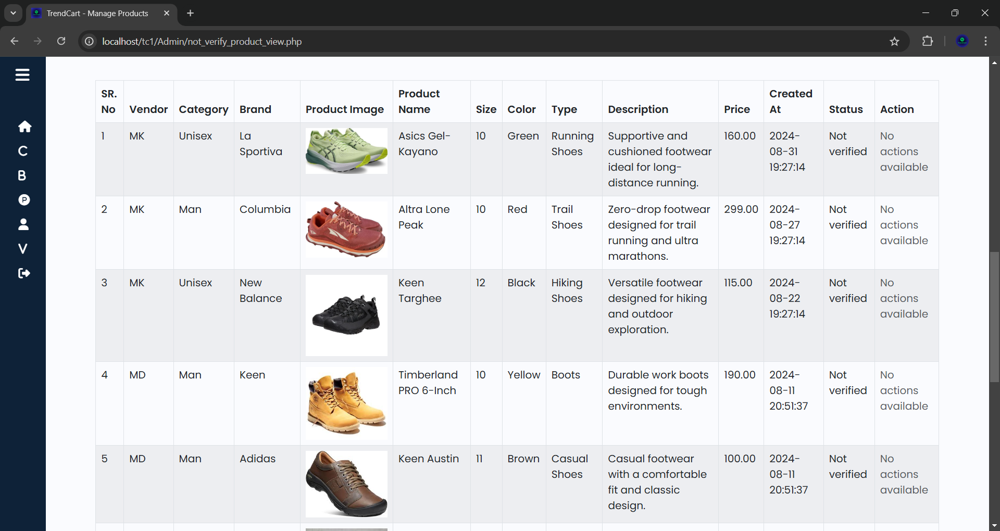 TrendCart - Manage Products
localhost/tc1/Admin/not_verify_product_view.php
SR. No Vendor Category Brand Product Image Product Name Size Color Type Description Price Created At Status Action
1 MK Unisex La Sportiva Asics Gel-Kayano 10 Green Running Shoes Supportive and cushioned footwear ideal for long-distance running. 160.00 2024-08-31 19:27:14 Not verified No actions available
2 MK Man Columbia Altra Lone Peak 10 Red Trail Shoes Zero-drop footwear designed for trail running and ultra marathons. 299.00 2024-08-27 19:27:14 Not verified No actions available
3 MK Unisex New Balance Keen Targhee 12 Black Hiking Shoes Versatile footwear designed for hiking and outdoor exploration. 115.00 2024-08-22 19:27:14 Not verified No actions available
4 MD Man Keen Timberland PRO 6-Inch 10 Yellow Boots Durable work boots designed for tough environments. 190.00 2024-08-11 20:51:37 Not verified No actions available
5 MD Man Adidas Keen Austin 11 Brown Casual Shoes Casual footwear with a comfortable fit and classic design. 100.00 2024-08-11 20:51:37 Not verified No actions available
C
B
P
V